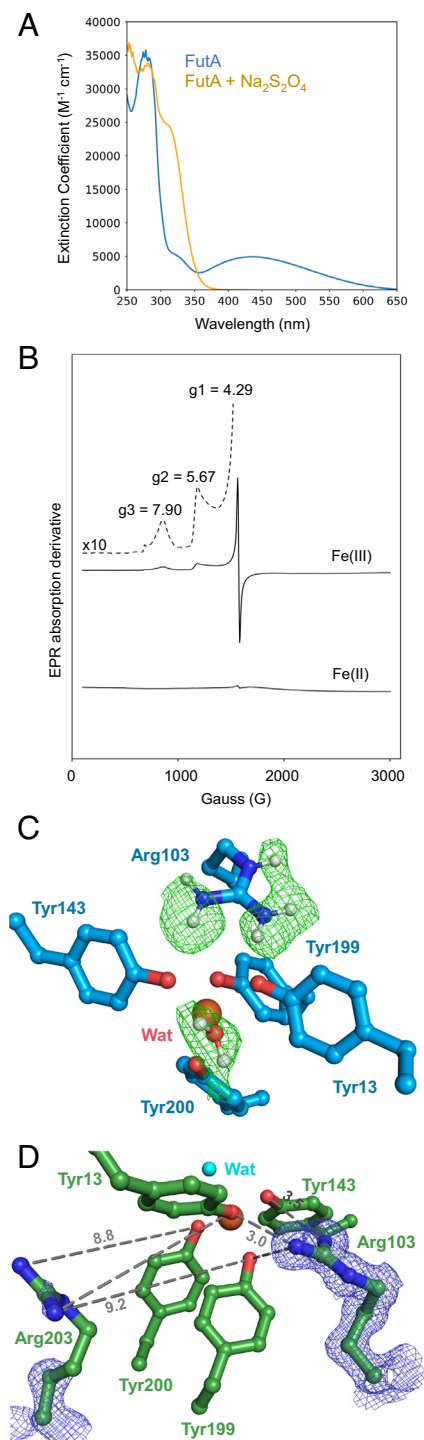 A
40000
35000
30000
25000
20000
15000
10000
5000
0
Extinction Coefficient (M⁻¹ cm⁻¹)
FutA
FutA + Na₂S₂O₄
250 300 350 400 450 500 550 600 650
Wavelength (nm)
B
EPR absorption derivative
g1 = 4.29
g2 = 5.67
g3 = 7.90
x10
Fe(III)
Fe(II)
0 1000 2000 3000
Gauss (G)
C
Arg103
Tyr143
Tyr199
Wat
Tyr13
Tyr200
D
Wat
Tyr13
Tyr143
3.0
Arg103
8.8
9.2
Arg203
Tyr200
Tyr199